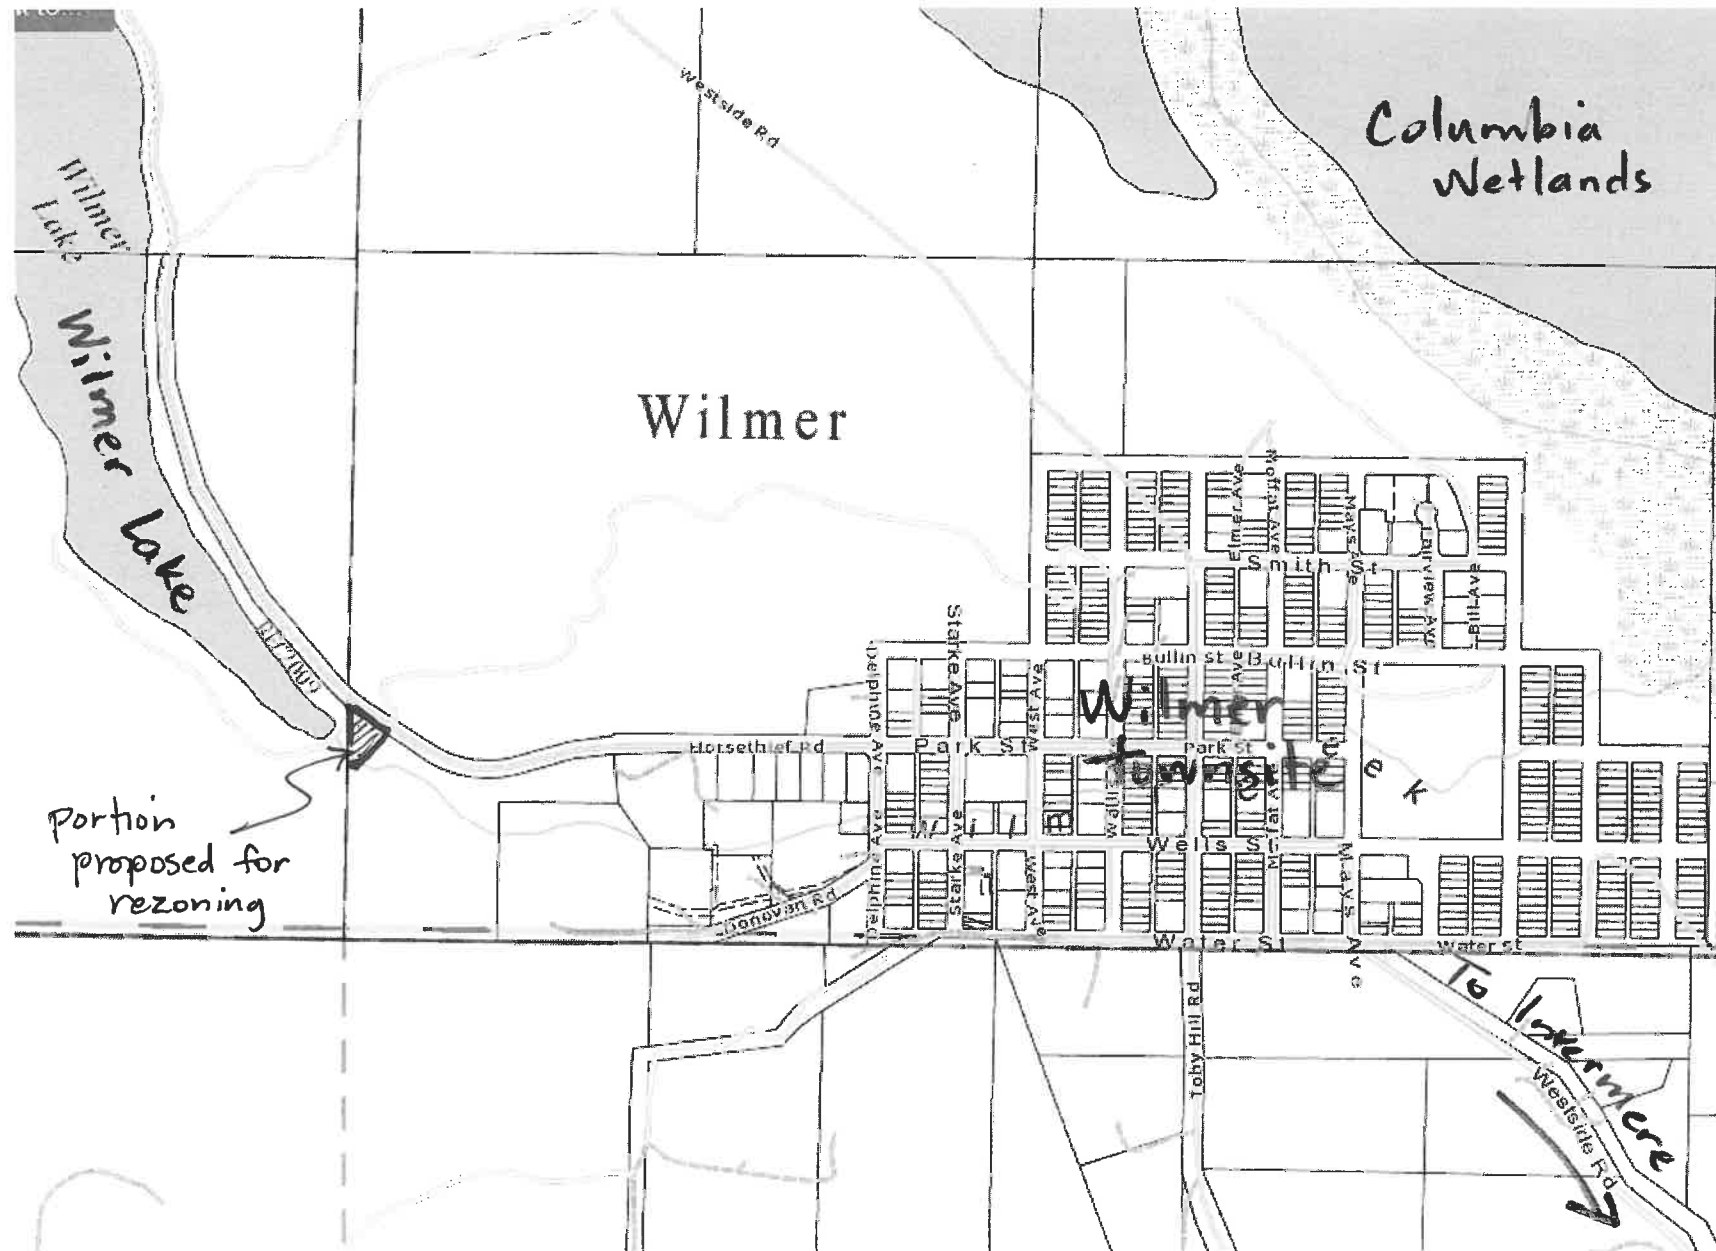 Westside Rd
Columbia
Wetlands
Wilmer
Lake
Wilmer
Lake
Wilmer
Elmer Ave
Moffat Ave
Mays Ave
Smith St
Bill Ave
Starke Ave
Delphine Ave
West Ave
Bullin St
Bullin St
Wilmer
townsite
Horsethief Rd
Park St
Park St
e k
portion
proposed for
rezoning
Wells St
Delphine Ave
Starke Ave
West Ave
Mays Ave
Donovan Rd
Water St
Water St
Toby Hill Rd
To Invermere
Westside Rd